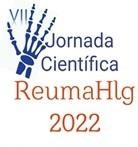 VII Jornada
Científica
ReumaHlg
2022